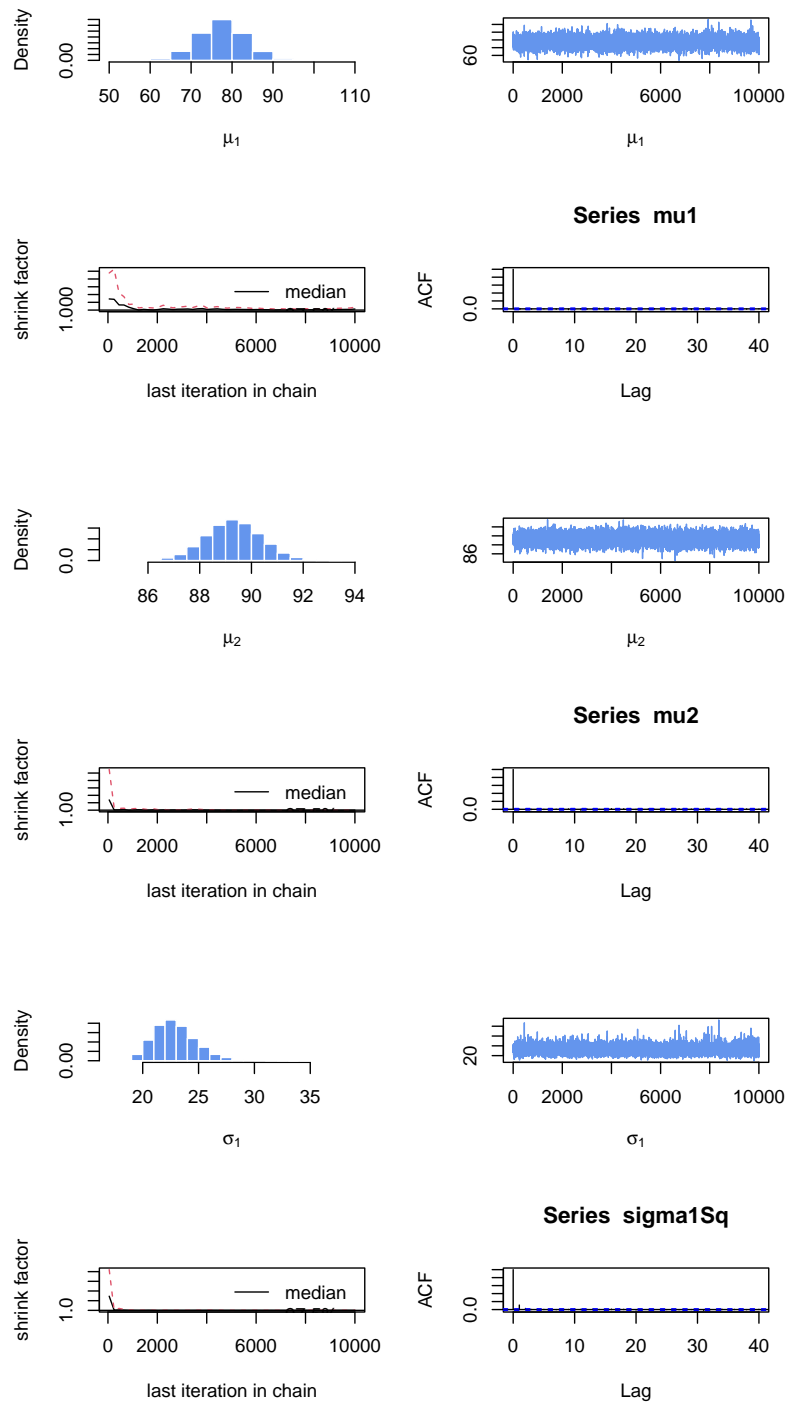 Density
0.00
50 60 70 80 90 110
μ1
60
0 2000 6000 10000
μ1
shrink factor
1.000
median
0 2000 6000 10000
last iteration in chain
Series mu1
ACF
0.0
0 10 20 30 40
Lag
Density
0.0
86 88 90 92 94
μ2
86
0 2000 6000 10000
μ2
shrink factor
1.00
median
0 2000 6000 10000
last iteration in chain
Series mu2
ACF
0.0
0 10 20 30 40
Lag
Density
0.00
20 25 30 35
σ1
20
0 2000 6000 10000
σ1
shrink factor
1.0
median
0 2000 6000 10000
last iteration in chain
Series sigma1Sq
ACF
0.0
0 10 20 30 40
Lag